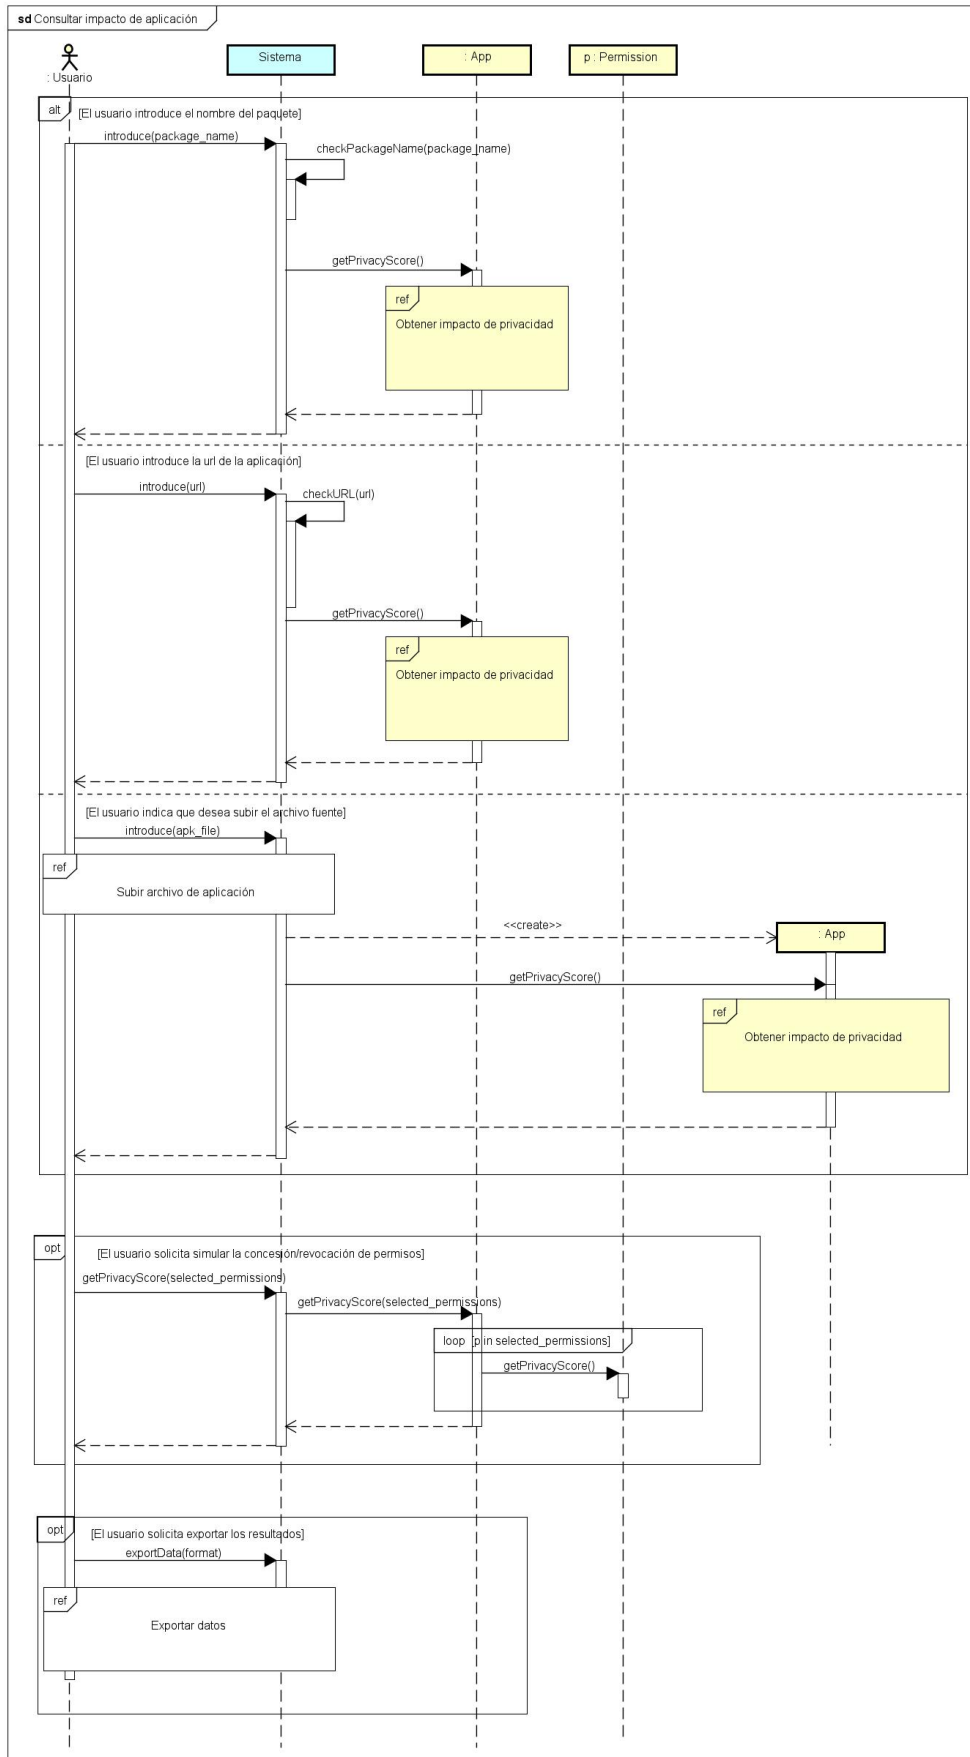 sd Consultar impacto de aplicación
: Usuario
Sistema
: App
p : Permission
alt
[El usuario introduce el nombre del paquete]
introduce(package_name)
checkPackageName(package_name)
getPrivacyScore()
ref
Obtener impacto de privacidad
[El usuario introduce la url de la aplicación]
introduce(url)
checkURL(url)
getPrivacyScore()
ref
Obtener impacto de privacidad
[El usuario indica que desea subir el archivo fuente]
introduce(apk_file)
ref
Subir archivo de aplicación
<<create>>
: App
getPrivacyScore()
ref
Obtener impacto de privacidad
opt
[El usuario solicita simular la concesión/revocación de permisos]
getPrivacyScore(selected_permissions)
getPrivacyScore(selected_permissions)
loop [p in selected_permissions]
getPrivacyScore()
opt
[El usuario solicita exportar los resultados]
exportData(format)
ref
Exportar datos